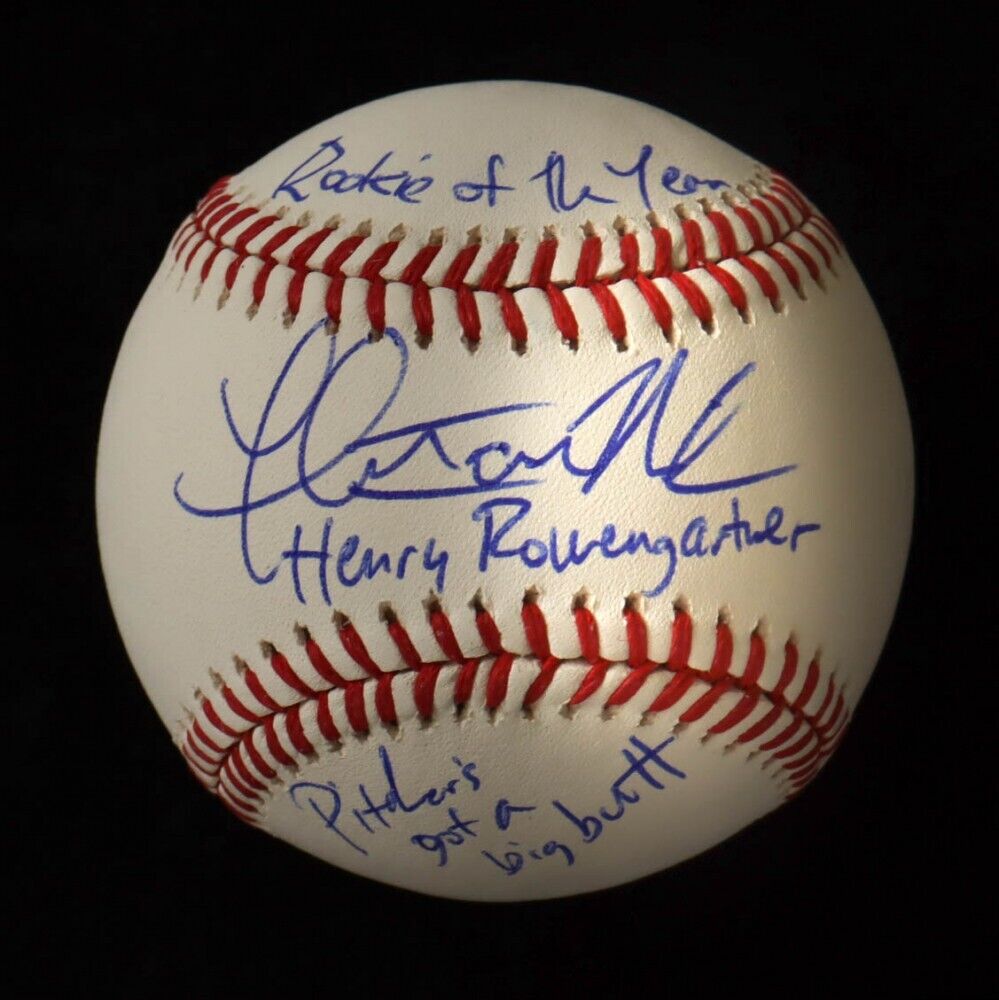 Rookie of the Year
Henry Rowengartner
Pitcher's
got a
big butt